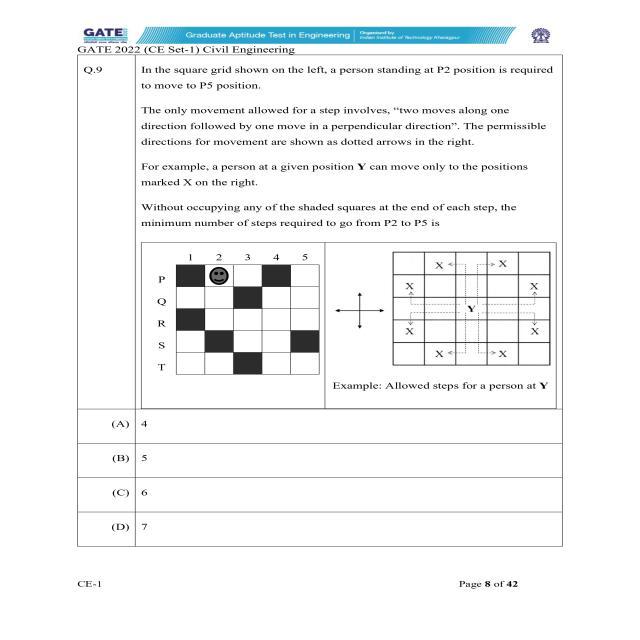 GATE
Graduate Aptitude Test in Engineering
Organised by
Indian Institute of Technology Kharagpur
GATE 2022 (CE Set-1) Civil Engineering
Q.9
In the square grid shown on the left, a person standing at P2 position is required
to move to P5 position.
The only movement allowed for a step involves, “two moves along one
direction followed by one move in a perpendicular direction”. The permissible
directions for movement are shown as dotted arrows in the right.
For example, a person at a given position Y can move only to the positions
marked X on the right.
Without occupying any of the shaded squares at the end of each step, the
minimum number of steps required to go from P2 to P5 is
1 2 3 4 5
P
Q
R
S
T
X X
X X
Y
X X
X X
Example: Allowed steps for a person at Y
(A) 4
(B) 5
(C) 6
(D) 7
CE-1
Page 8 of 42